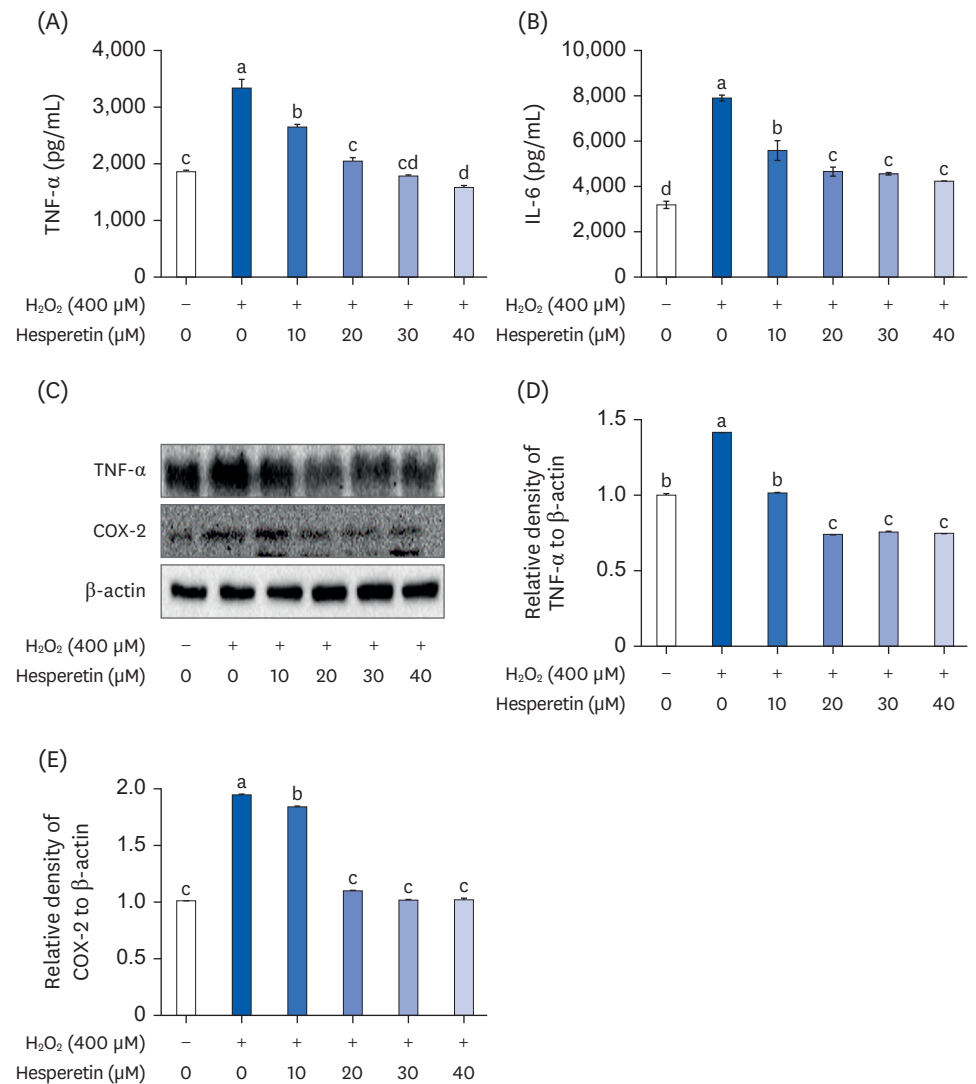 (A)
TNF-α (pg/mL)
4,000
3,000
2,000
1,000
0
c a b c cd d
H₂O₂ (400 μM) − + + + + +
Hesperetin (μM) 0 0 10 20 30 40
(B)
IL-6 (pg/mL)
10,000
8,000
6,000
4,000
2,000
0
d a b c c c
H₂O₂ (400 μM) − + + + + +
Hesperetin (μM) 0 0 10 20 30 40
(C)
TNF-α
COX-2
β-actin
H₂O₂ (400 μM) − + + + + +
Hesperetin (μM) 0 0 10 20 30 40
(D)
Relative density of
TNF-α to β-actin
1.5
1.0
0.5
0
b a b c c c
H₂O₂ (400 μM) − + + + + +
Hesperetin (μM) 0 0 10 20 30 40
(E)
Relative density of
COX-2 to β-actin
2.0
1.5
1.0
0.5
0
c a b c c c
H₂O₂ (400 μM) − + + + + +
Hesperetin (μM) 0 0 10 20 30 40